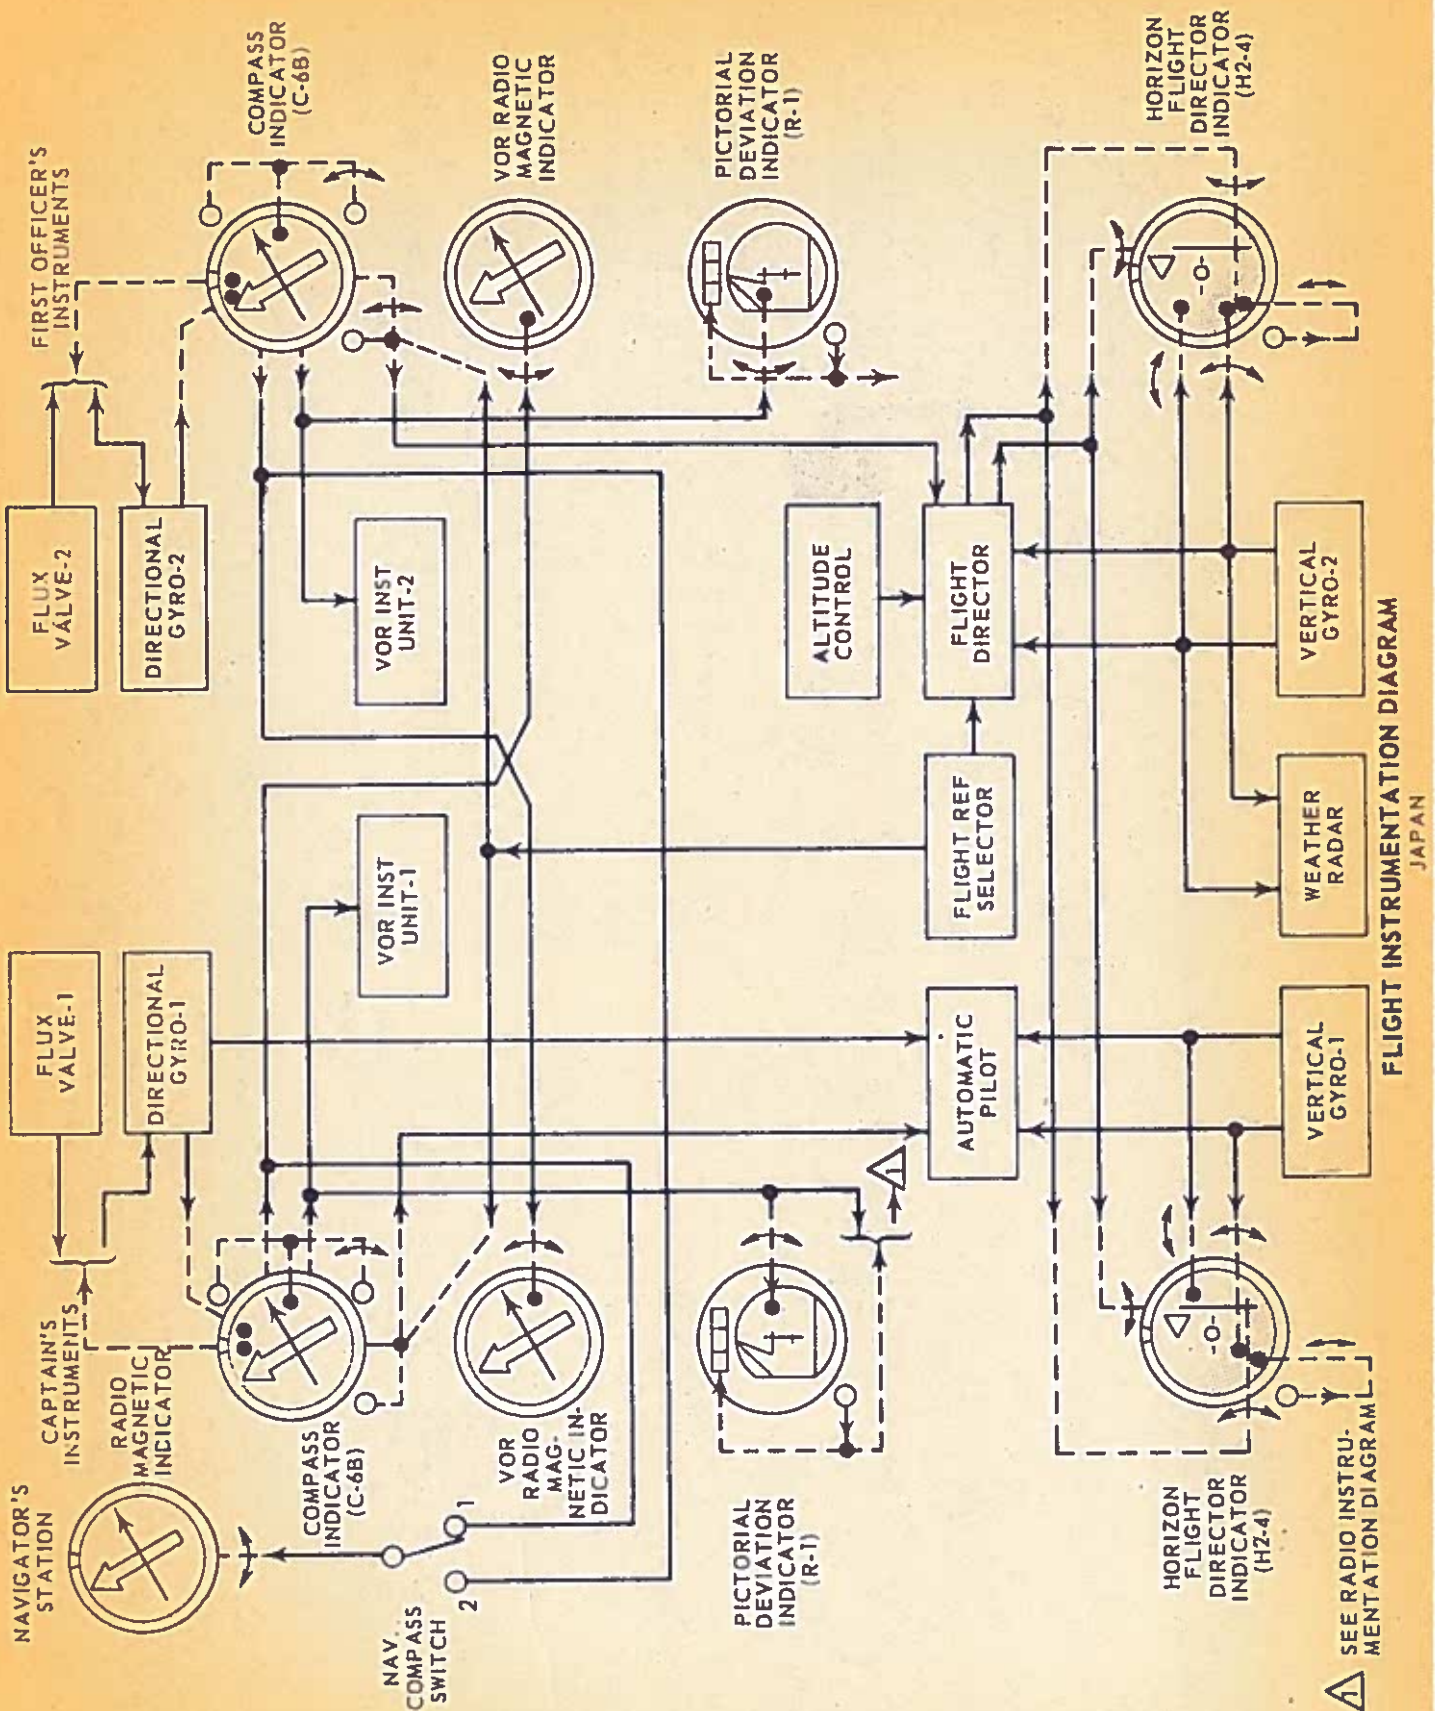 NAVIGATOR'S
STATION
CAPTAIN'S
INSTRUMENTS
RADIO
MAGNETIC
INDICATOR
FLUX
VALVE-1
DIRECTIONAL
GYRO-1
FLUX
VALVE-2
DIRECTIONAL
GYRO-2
FIRST OFFICER'S
INSTRUMENTS
COMPASS
INDICATOR
(C-6B)
COMPASS
INDICATOR
(C-6B)
NAV.
COMPASS
SWITCH
2
1
VOR
RADIO
MAG-
NETIC IN-
DICATOR
VOR INST
UNIT-1
VOR INST
UNIT-2
VOR RADIO
MAGNETIC
INDICATOR
PICTORIAL
DEVIATION
INDICATOR
(R-1)
1
ALTITUDE
CONTROL
PICTORIAL
DEVIATION
INDICATOR
(R-1)
AUTOMATIC
PILOT
FLIGHT REF
SELECTOR
FLIGHT
DIRECTOR
HORIZON
FLIGHT
DIRECTOR
INDICATOR
(HZ-4)
HORIZON
FLIGHT
DIRECTOR
INDICATOR
(HZ-4)
VERTICAL
GYRO-1
WEATHER
RADAR
VERTICAL
GYRO-2
1 SEE RADIO INSTRU-
MENTATION DIAGRAM
FLIGHT INSTRUMENTATION DIAGRAM
JAPAN